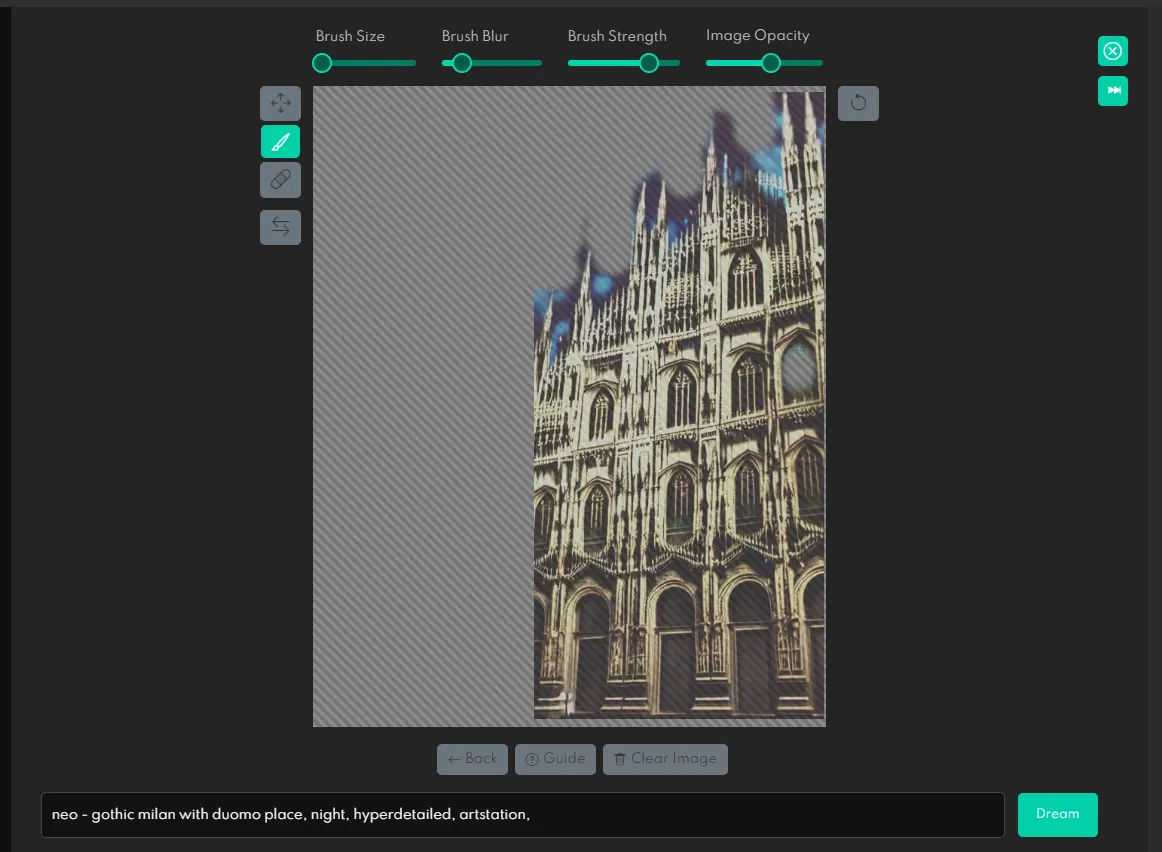 Brush Size
Brush Blur
Brush Strength
Image Opacity
← Back
Guide
Clear Image
neo - gothic milan with duomo place, night, hyperdetailed, artstation,
Dream